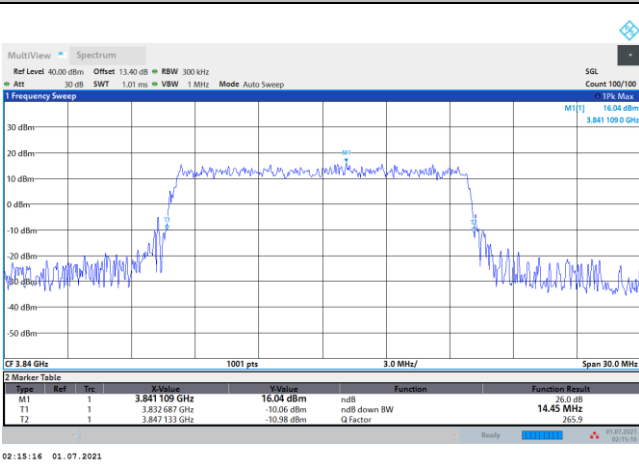 MultiView Spectrum
Ref Level 40.00 dBm Offset 13.40 dB RBW 300 kHz SGL
Att 30 dB SWT 1.01 ms VBW 1 MHz Mode Auto Sweep Count 100/100
1 Frequency Sweep 1Pk Max
M1[1] 16.04 dBm
3.841 109 0 GHz
30 dBm
M1
20 dBm
10 dBm
0 dBm
T1
T2
-10 dBm
-20 dBm
-30 dBm
-40 dBm
-50 dBm
CF 3.84 GHz 1001 pts 3.0 MHz/ Span 30.0 MHz
2 Marker Table
Type Ref Trc X-Value Y-Value Function Function Result
M1 1 3.841 109 GHz 16.04 dBm ndB 26.0 dB
T1 1 3.832 687 GHz -10.06 dBm ndB down BW 14.45 MHz
T2 1 3.847 133 GHz -10.98 dBm Q Factor 265.9
Ready 01.07.2021
02:15:16
02:15:16 01.07.2021